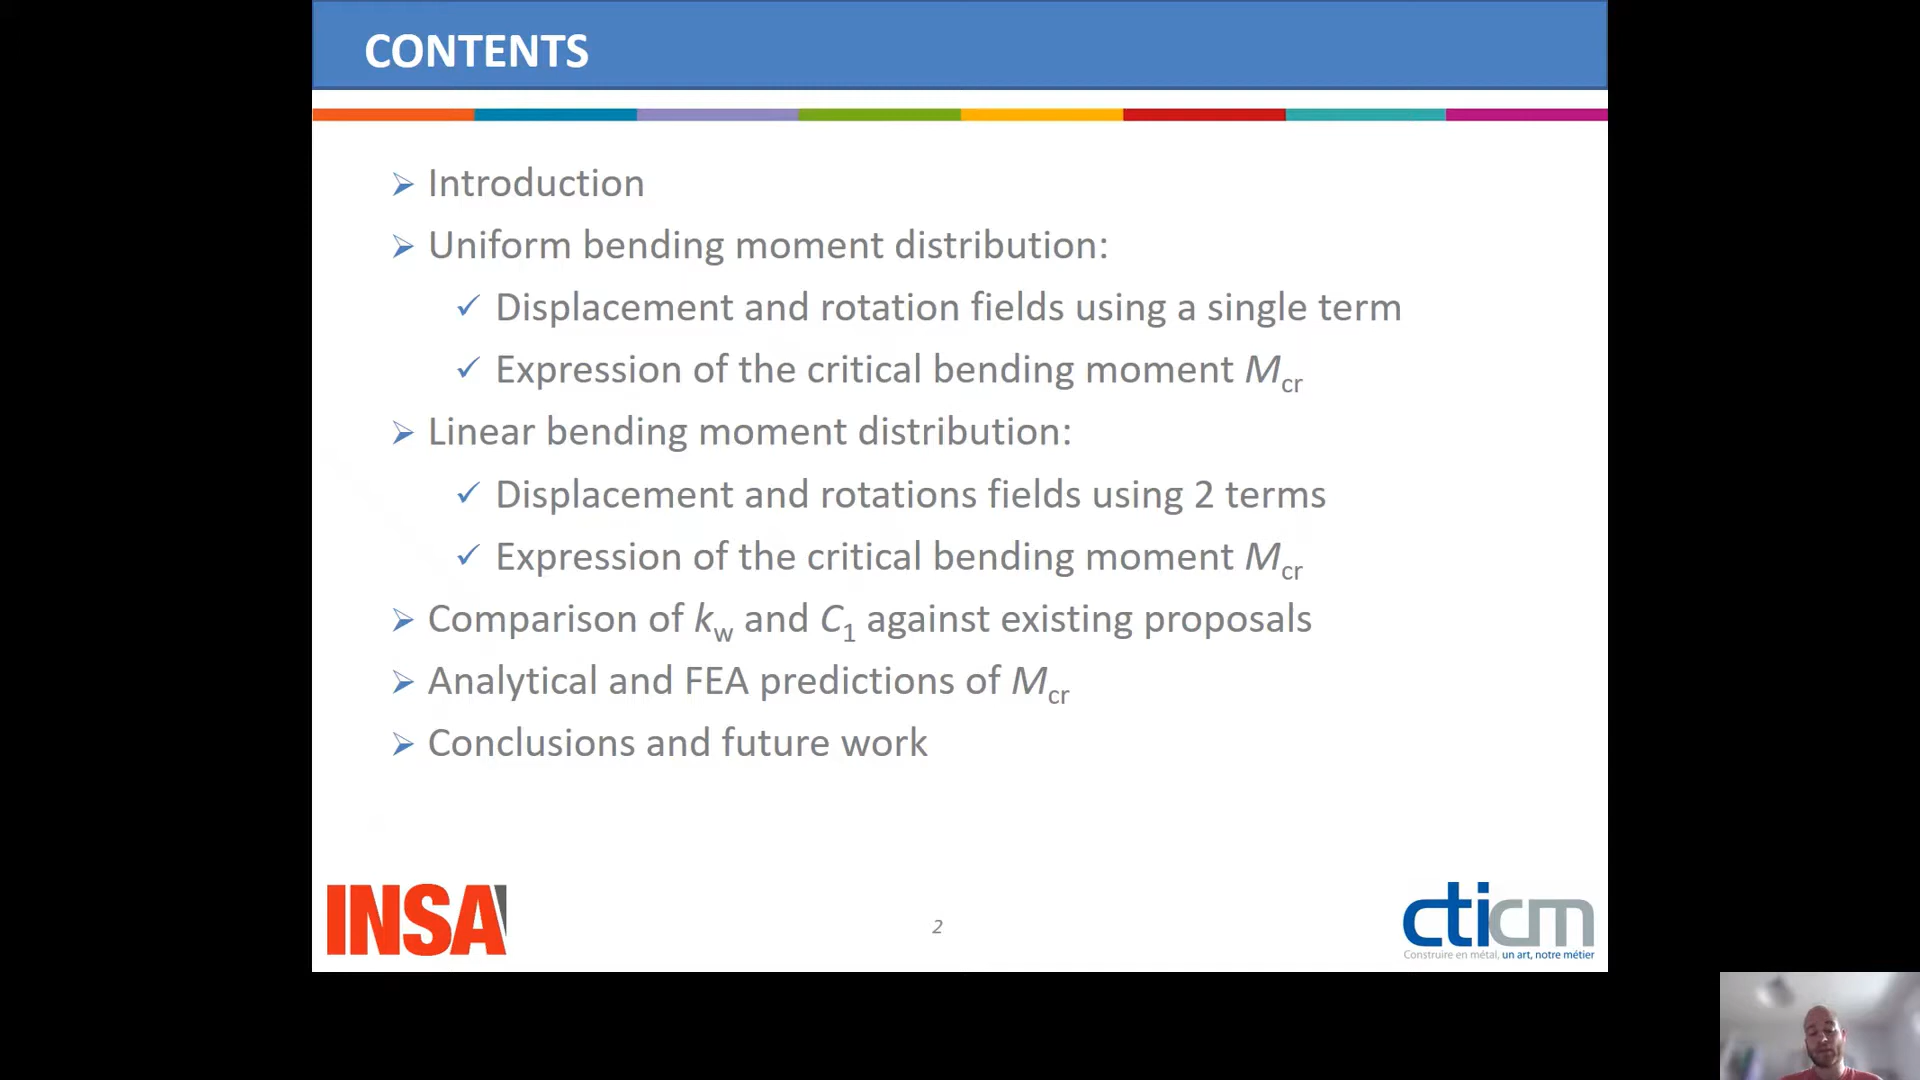 CONTENTS
Introduction
Uniform bending moment distribution:
Displacement and rotation fields using a single term
Expression of the critical bending moment Mcr
Linear bending moment distribution:
Displacement and rotations fields using 2 terms
Expression of the critical bending moment Mcr
Comparison of kw and C1 against existing proposals
Analytical and FEA predictions of Mcr
Conclusions and future work
INSA
2
cticm
Construire en métal, un art, notre métier